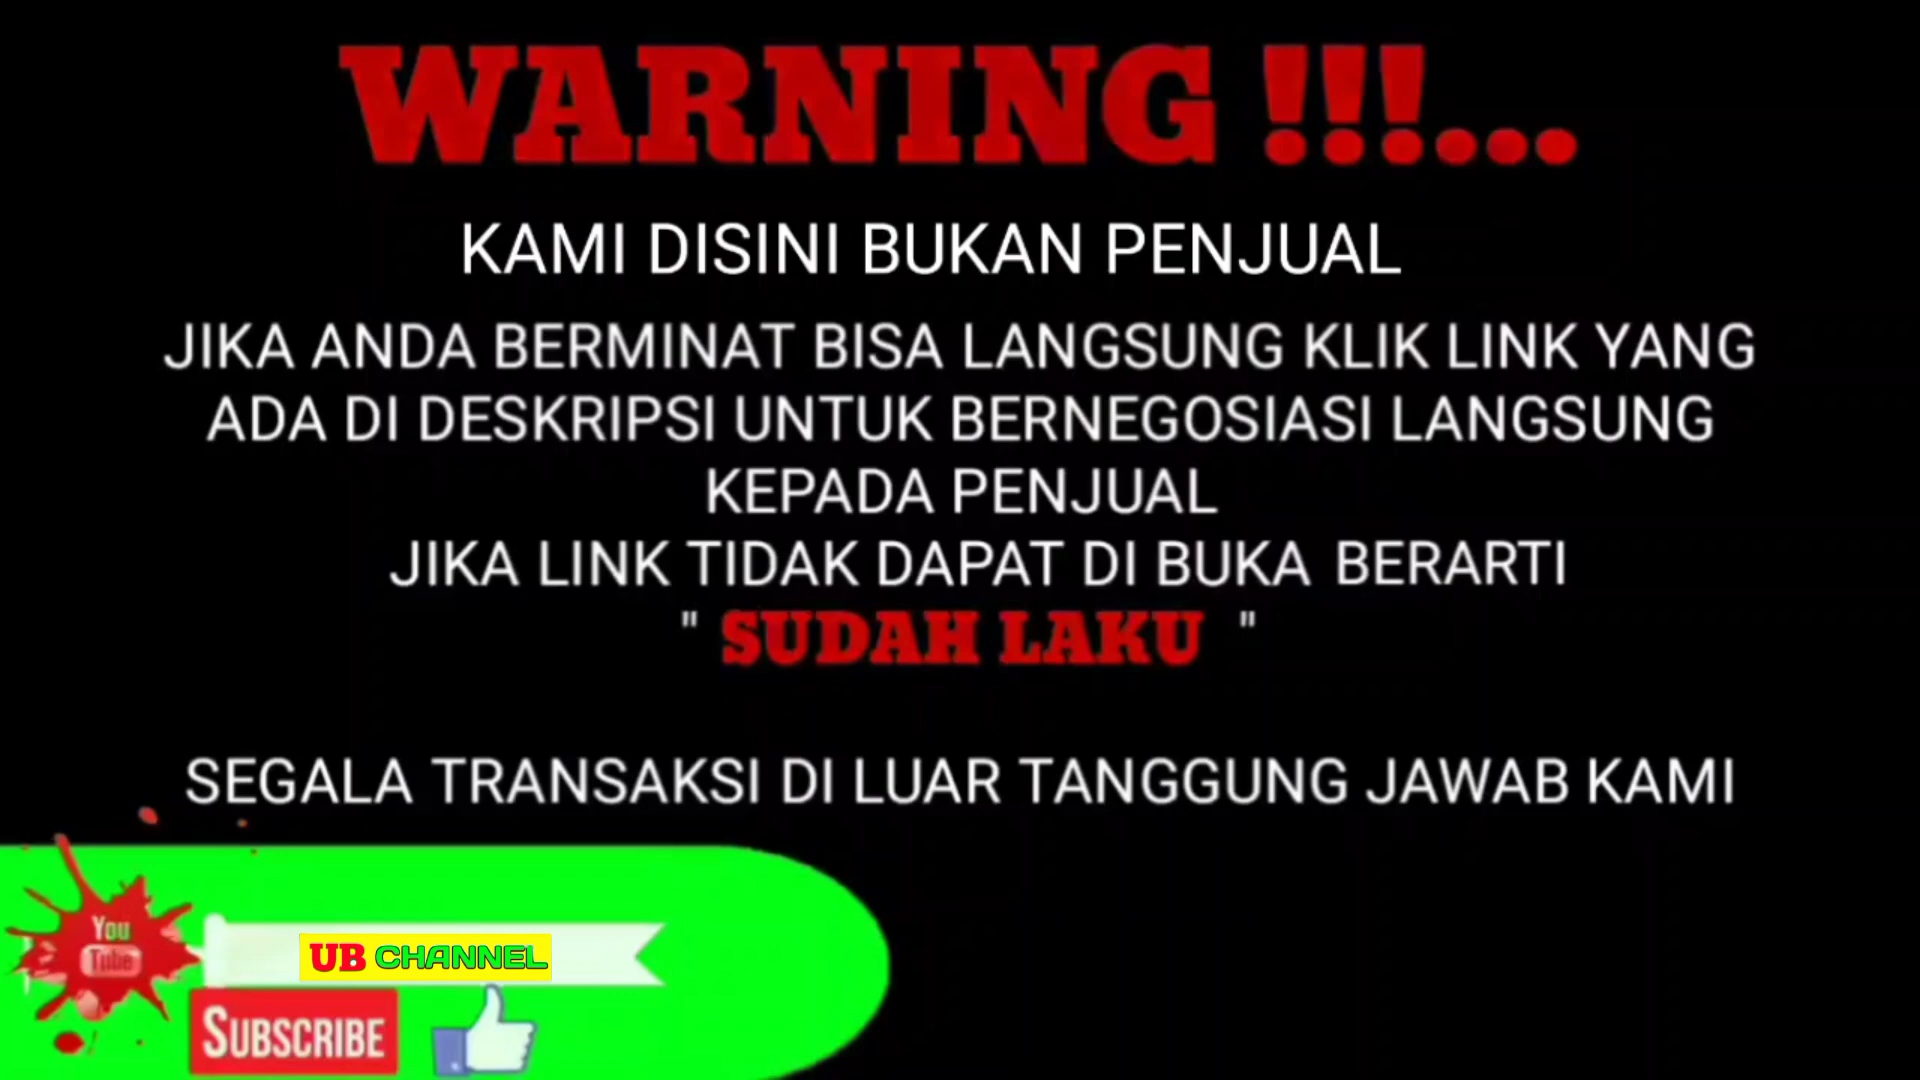 WARNING !!!...
KAMI DISINI BUKAN PENJUAL
JIKA ANDA BERMINAT BISA LANGSUNG KLIK LINK YANG
ADA DI DESKRIPSI UNTUK BERNEGOSIASI LANGSUNG
KEPADA PENJUAL
JIKA LINK TIDAK DAPAT DI BUKA BERARTI
" SUDAH LAKU "
SEGALA TRANSAKSI DI LUAR TANGGUNG JAWAB KAMI
You
Tube
UB CHANNEL
SUBSCRIBE